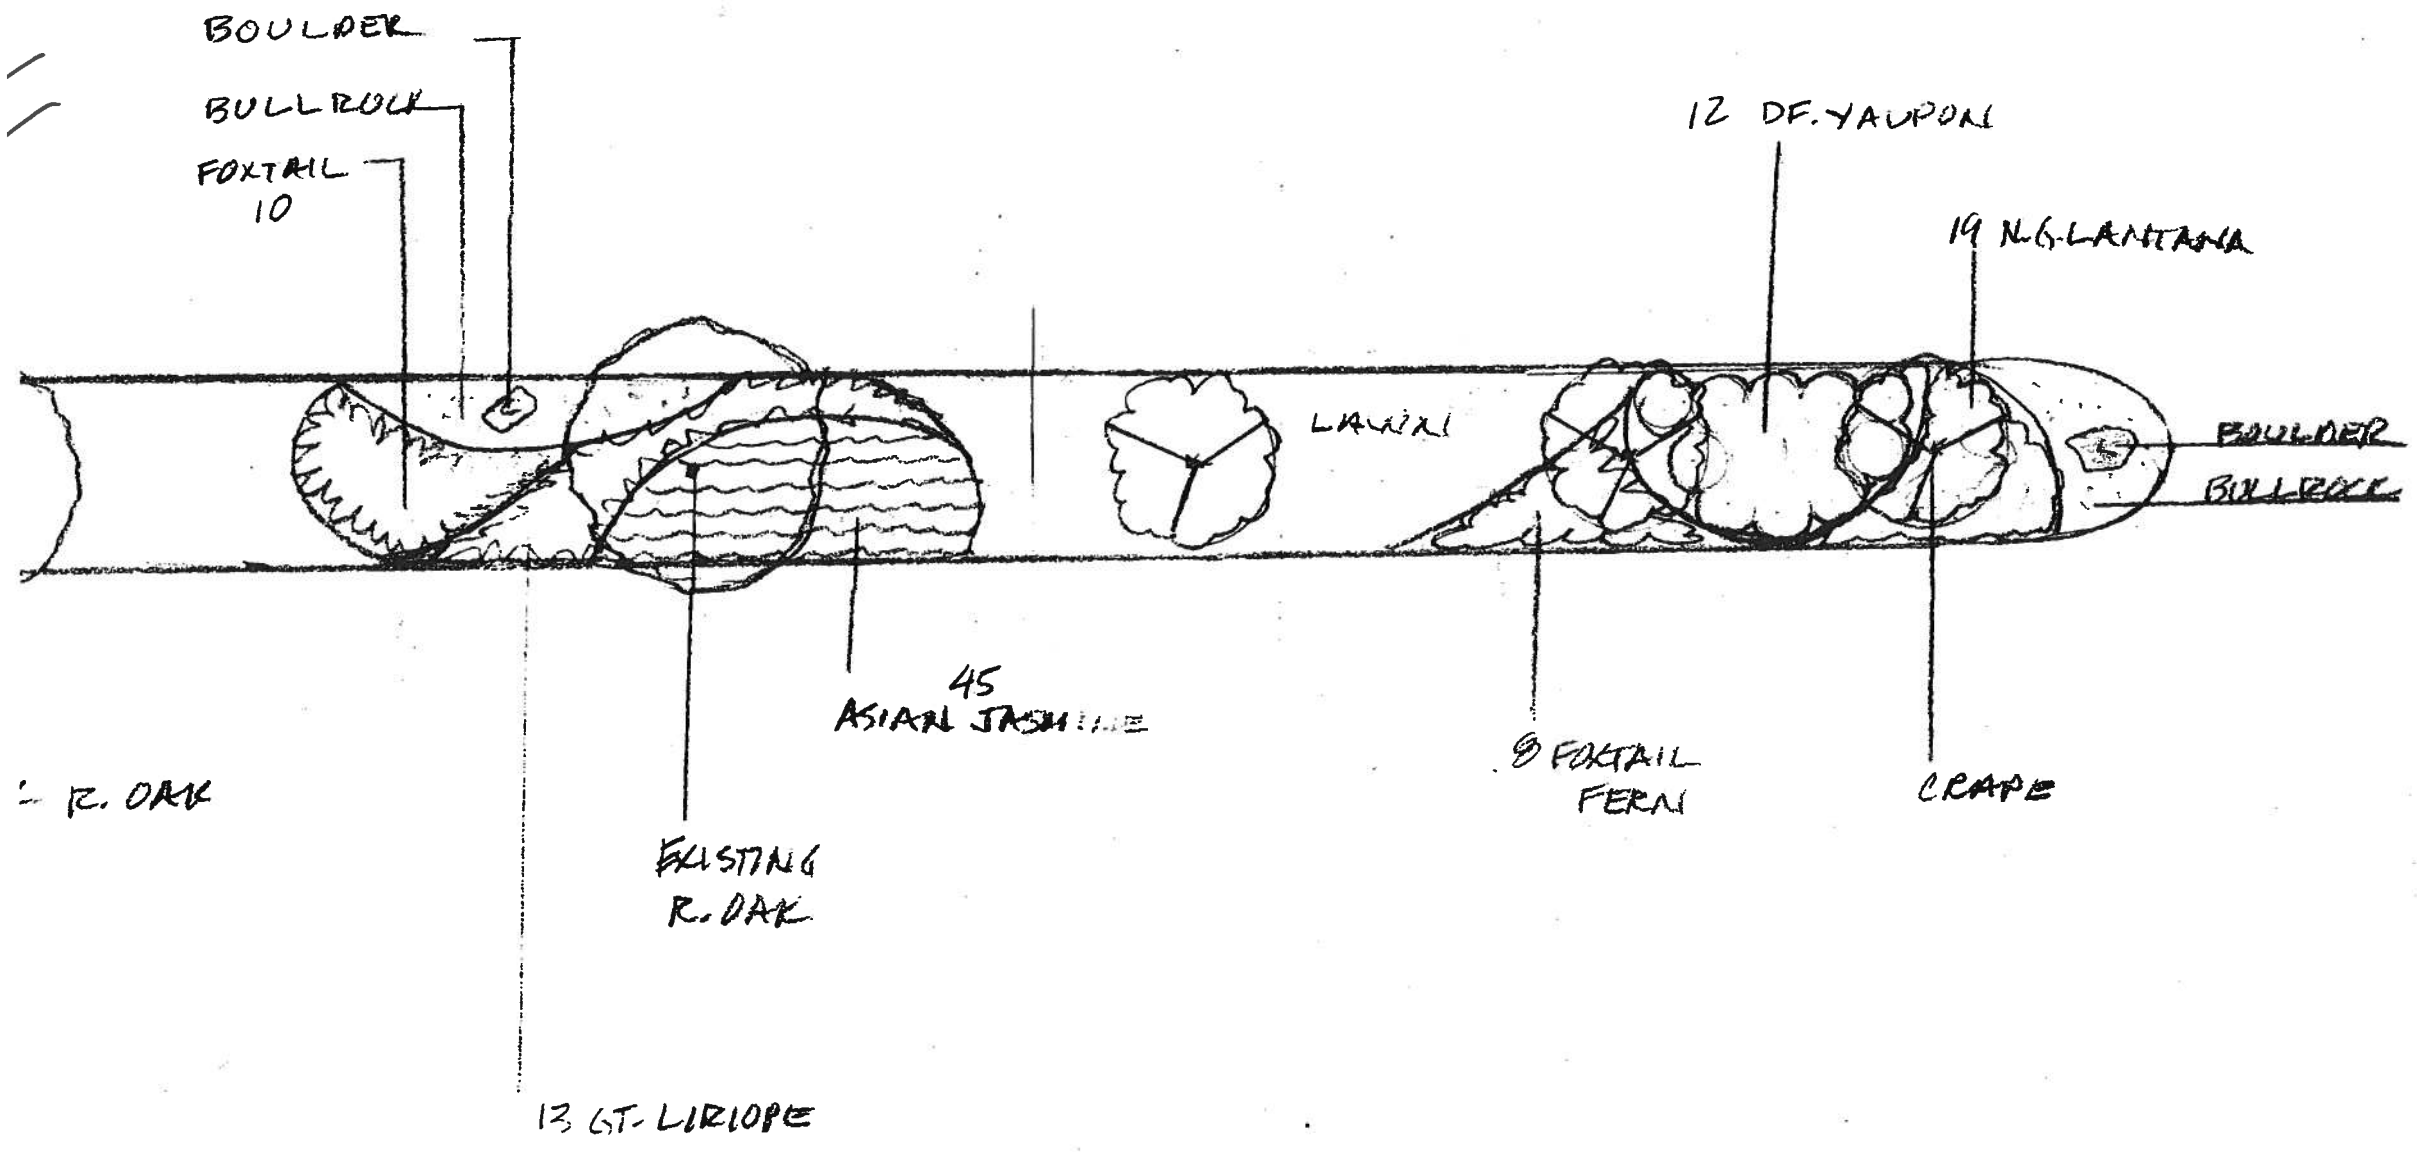 BOULDER
BULLROCK
FOXTAIL
10
12 DF. YAUPON
19 N.G. LANTANA
LAWN
BOULDER
BULLROCK
45
ASIAN JASMINE
8 FOXTAIL
FERN
CRAPE
R. OAK
EXISTING
R. OAK
13 GT. LIRIOPE